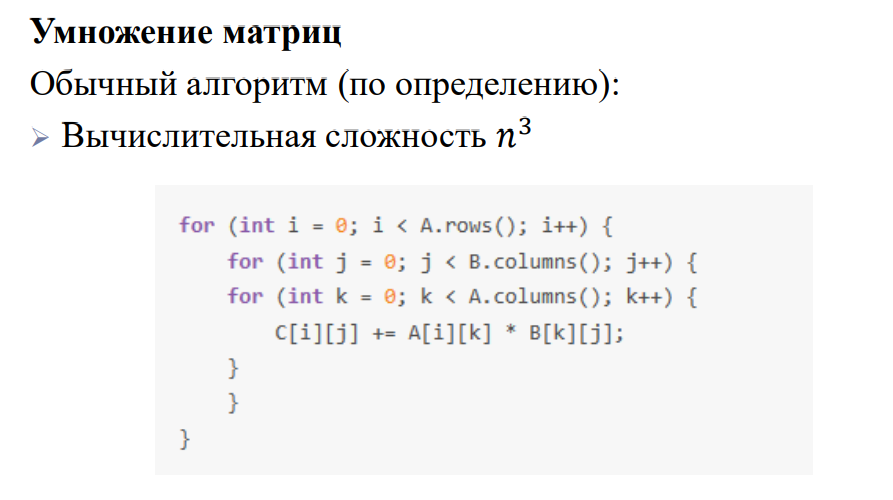 Умножение матриц
Обычный алгоритм (по определению):
➢ Вычислительная сложность n³
for (int i = 0; i < A.rows(); i++) {
    for (int j = 0; j < B.columns(); j++) {
    for (int k = 0; k < A.columns(); k++) {
        C[i][j] += A[i][k] * B[k][j];
    }
    }
}